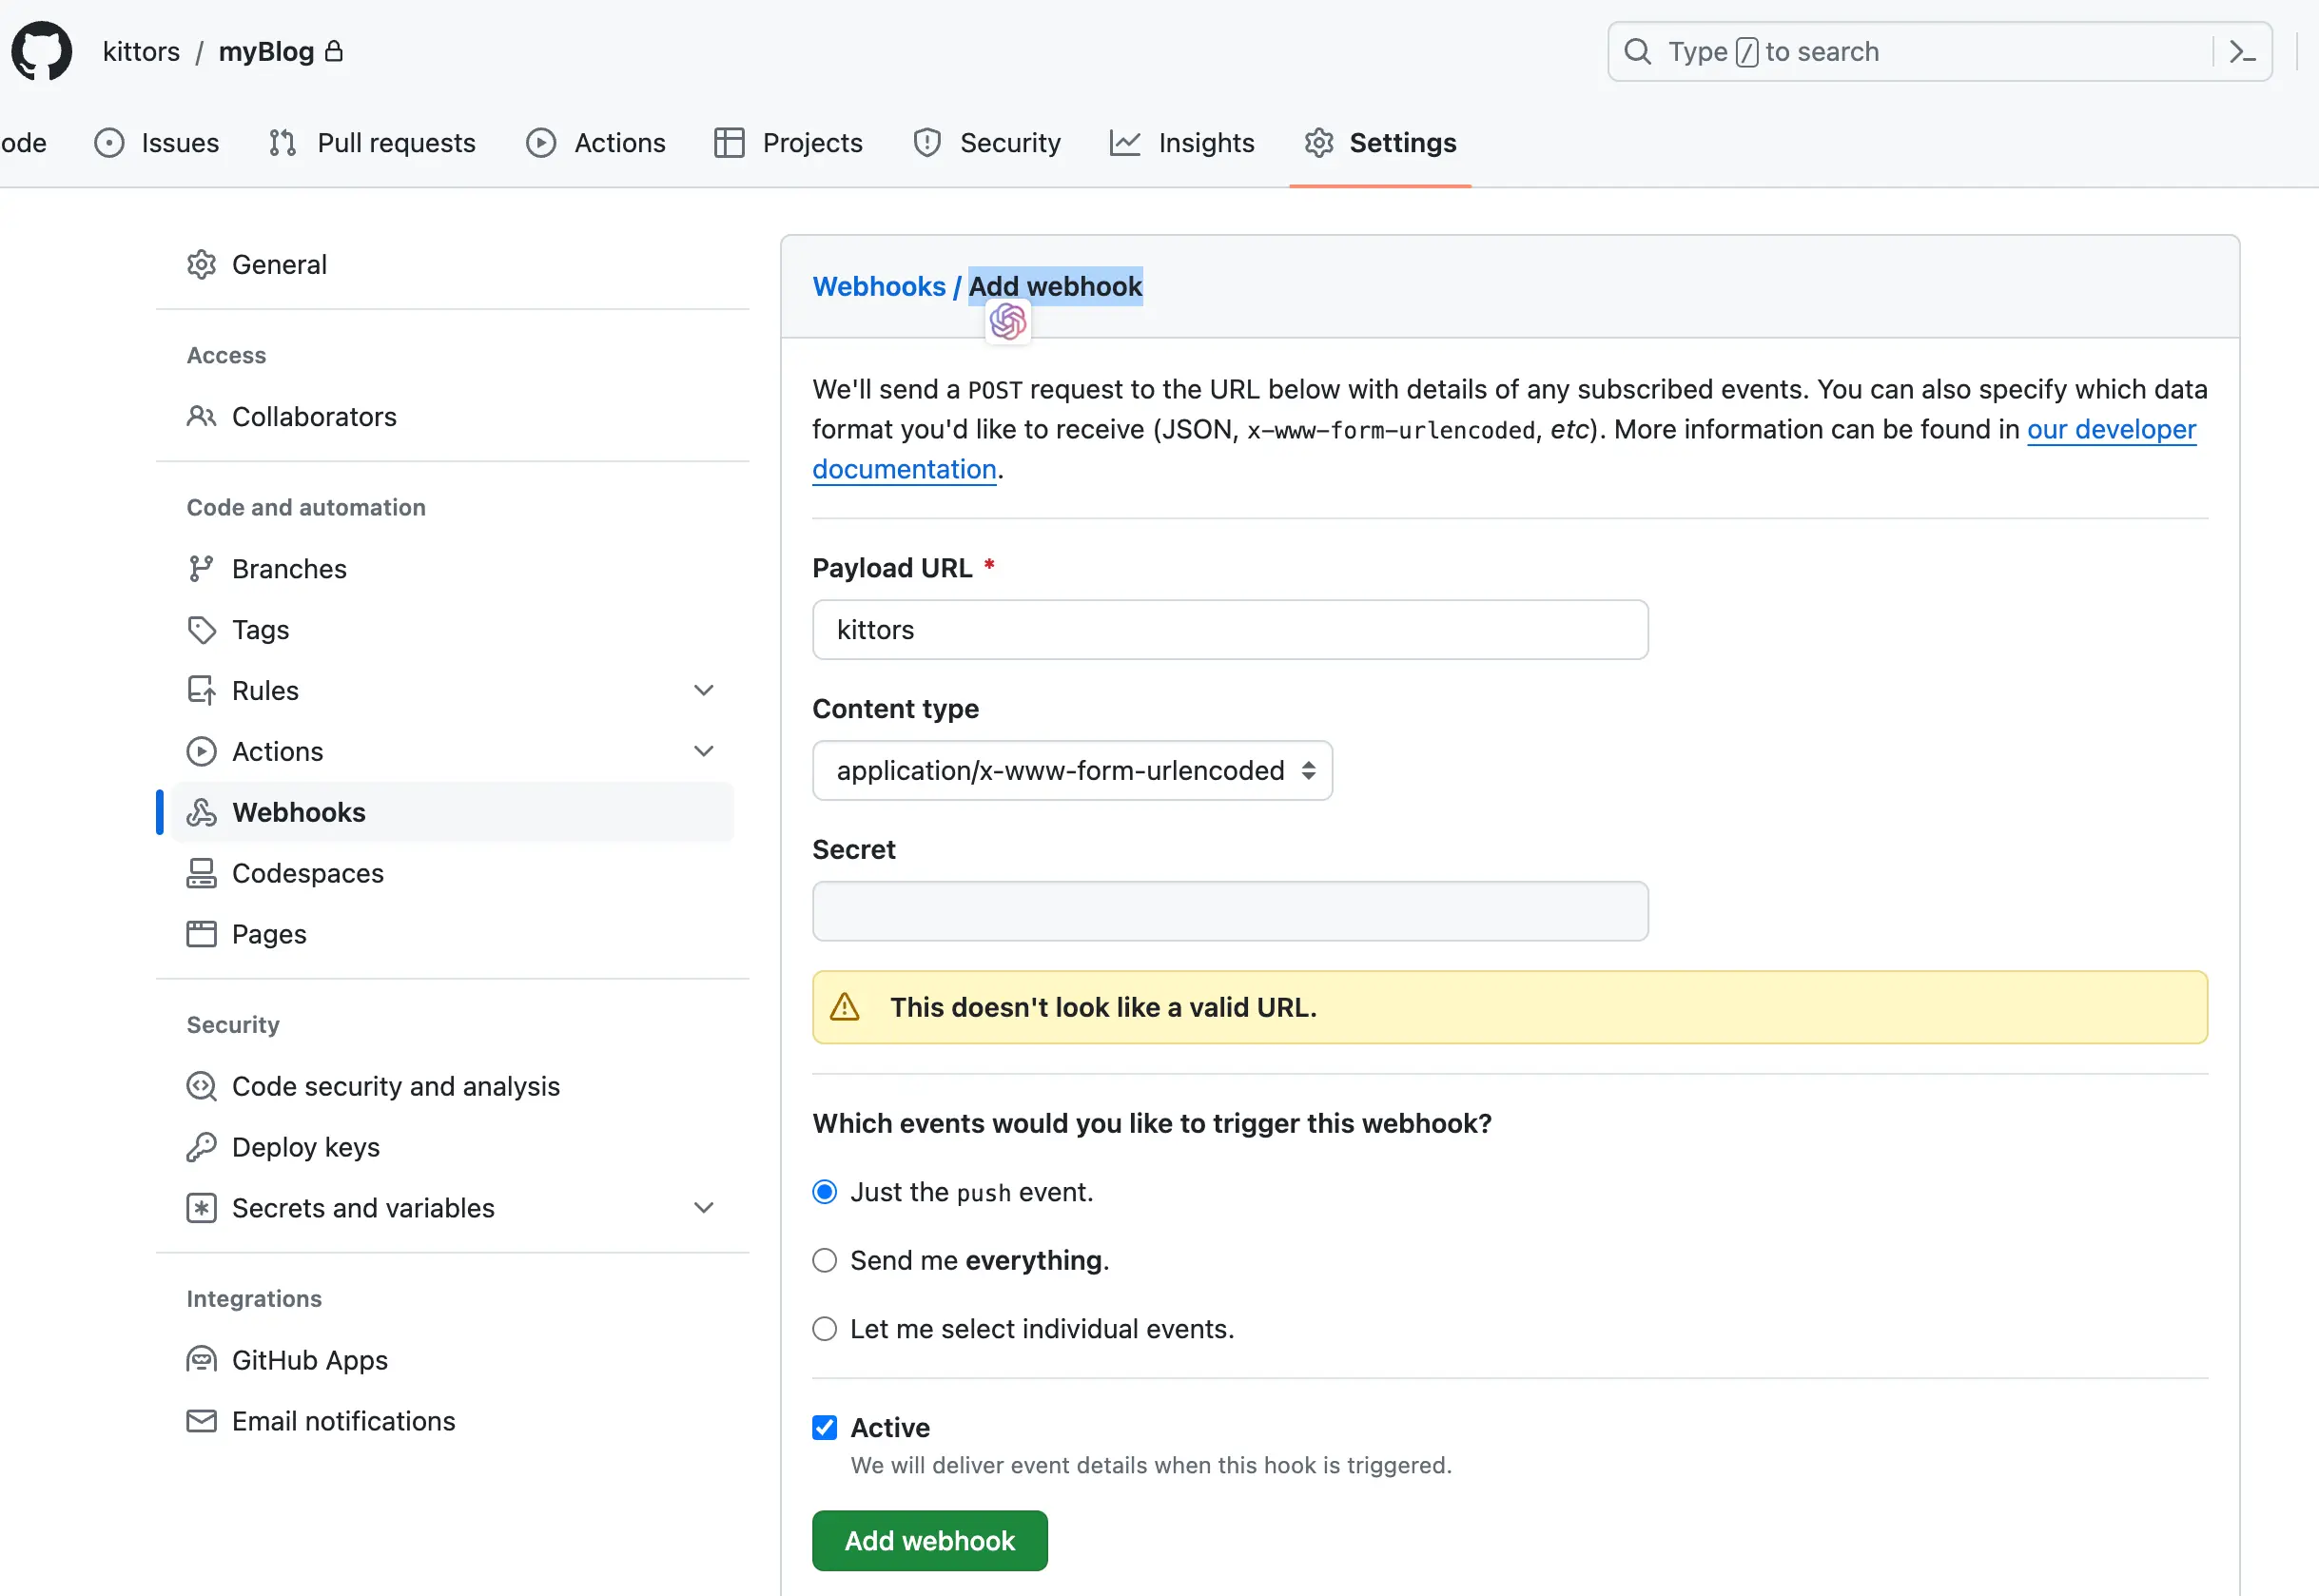 kittors / myBlog
Type / to search
ode Issues Pull requests Actions Projects Security Insights Settings
General
Access
Collaborators
Code and automation
Branches
Tags
Rules
Actions
Webhooks
Codespaces
Pages
Security
Code security and analysis
Deploy keys
Secrets and variables
Integrations
GitHub Apps
Email notifications
Webhooks / Add webhook
We'll send a POST request to the URL below with details of any subscribed events. You can also specify which data
format you'd like to receive (JSON, x-www-form-urlencoded, etc). More information can be found in our developer
documentation.
Payload URL *
kittors
Content type
application/x-www-form-urlencoded
Secret
This doesn't look like a valid URL.
Which events would you like to trigger this webhook?
Just the push event.
Send me everything.
Let me select individual events.
Active
We will deliver event details when this hook is triggered.
Add webhook